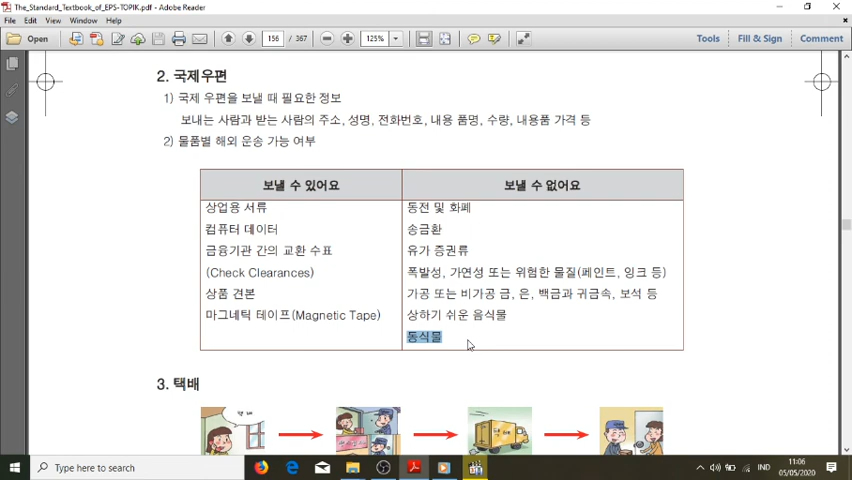 The_Standard_Textbook_of_EPS-TOPIK.pdf - Adobe Reader
File Edit View Window Help
Open 156 / 367 125% Tools Fill & Sign Comment
2. 국제우편
1) 국제 우편을 보낼 때 필요한 정보
보내는 사람과 받는 사람의 주소, 성명, 전화번호, 내용 품명, 수량, 내용품 가격 등
2) 물품별 해외 운송 가능 여부
보낼 수 있어요 보낼 수 없어요
상업용 서류 동전 및 화폐
컴퓨터 데이터 송금환
금융기관 간의 교환 수표 유가 증권류
(Check Clearances) 폭발성, 가연성 또는 위험한 물질(페인트, 잉크 등)
상품 견본 가공 또는 비가공 금, 은, 백금과 귀금속, 보석 등
마그네틱 테이프(Magnetic Tape) 상하기 쉬운 음식물
동식물
3. 택배
Type here to search IND 11:06
05/05/2020